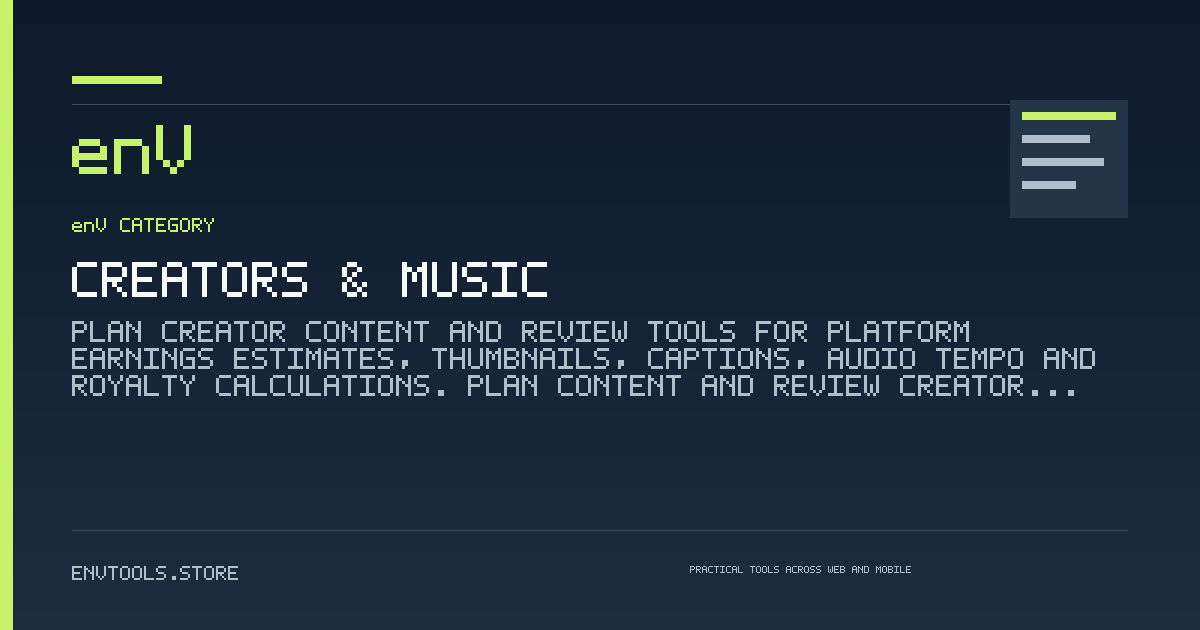 enV
enV CATEGORY
CREATORS & MUSIC
PLAN CREATOR CONTENT AND REVIEW TOOLS FOR PLATFORM
EARNINGS ESTIMATES, THUMBNAILS, CAPTIONS, AUDIO TEMPO AND
ROYALTY CALCULATIONS. PLAN CONTENT AND REVIEW CREATOR...
ENVTOOLS.STORE
PRACTICAL TOOLS ACROSS WEB AND MOBILE